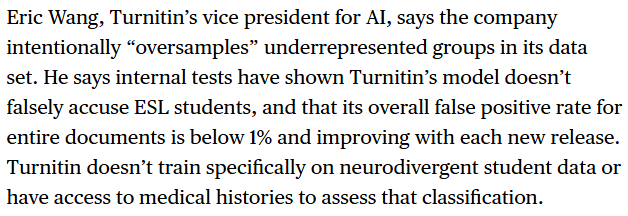 Eric Wang, Turnitin’s vice president for AI, says the company
intentionally “oversamples” underrepresented groups in its data
set. He says internal tests have shown Turnitin’s model doesn’t
falsely accuse ESL students, and that its overall false positive rate for
entire documents is below 1% and improving with each new release.
Turnitin doesn’t train specifically on neurodivergent student data or
have access to medical histories to assess that classification.